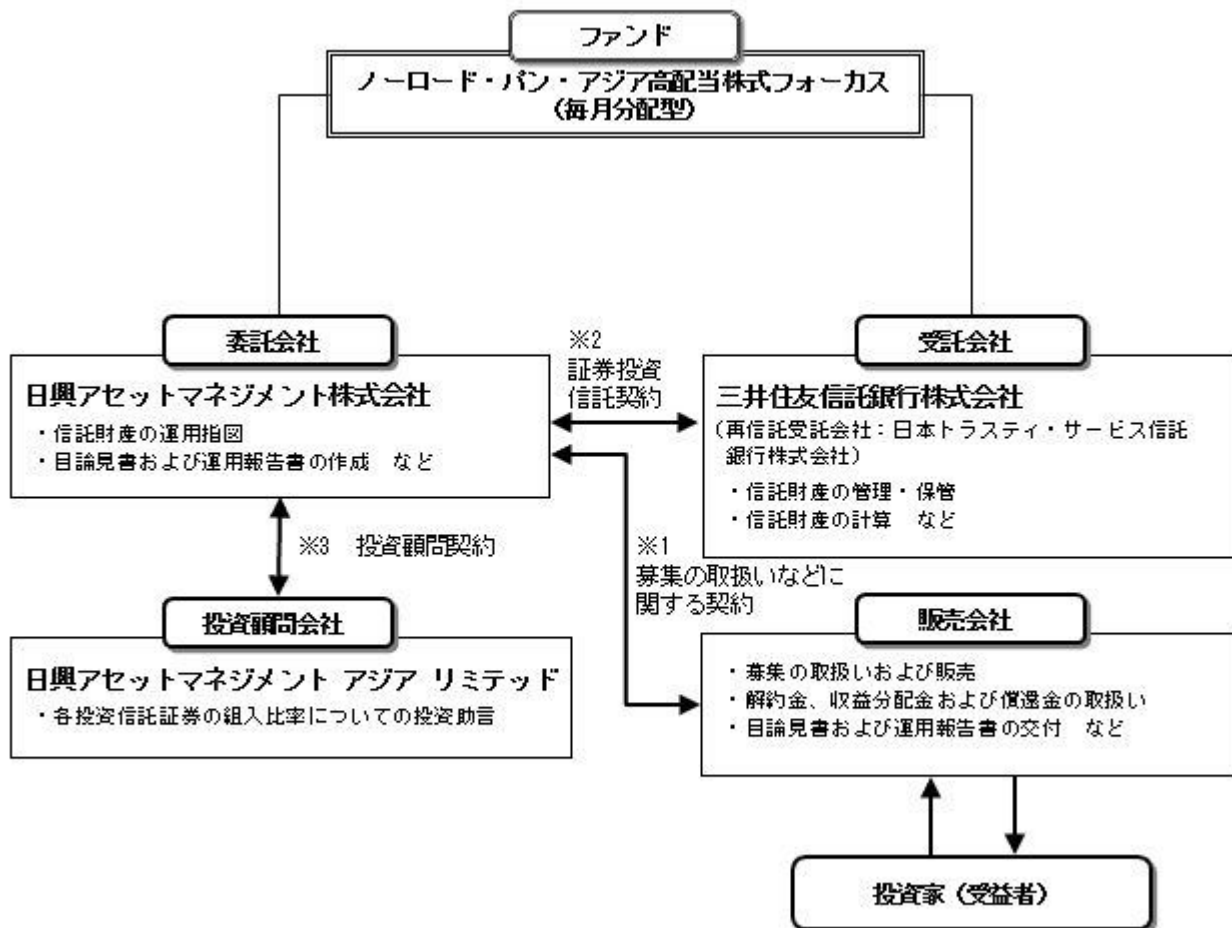 ファンド
ノーロード・パン・アジア高配当株式フォーカス
（毎月分配型）
委託会社
日興アセットマネジメント株式会社
・信託財産の運用指図
・目論見書および運用報告書の作成　など
※2
証券投資
信託契約
受託会社
三井住友信託銀行株式会社
（再信託受託会社：日本トラスティ・サービス信託
銀行株式会社）
・信託財産の管理・保管
・信託財産の計算　など
※3　投資顧問契約
※1
募集の取扱いなどに
関する契約
投資顧問会社
日興アセットマネジメント アジア リミテッド
・各投資信託証券の組入比率についての投資助言
販売会社
・募集の取扱いおよび販売
・解約金、収益分配金および償還金の取扱い
・目論見書および運用報告書の交付　など
投資家（受益者）